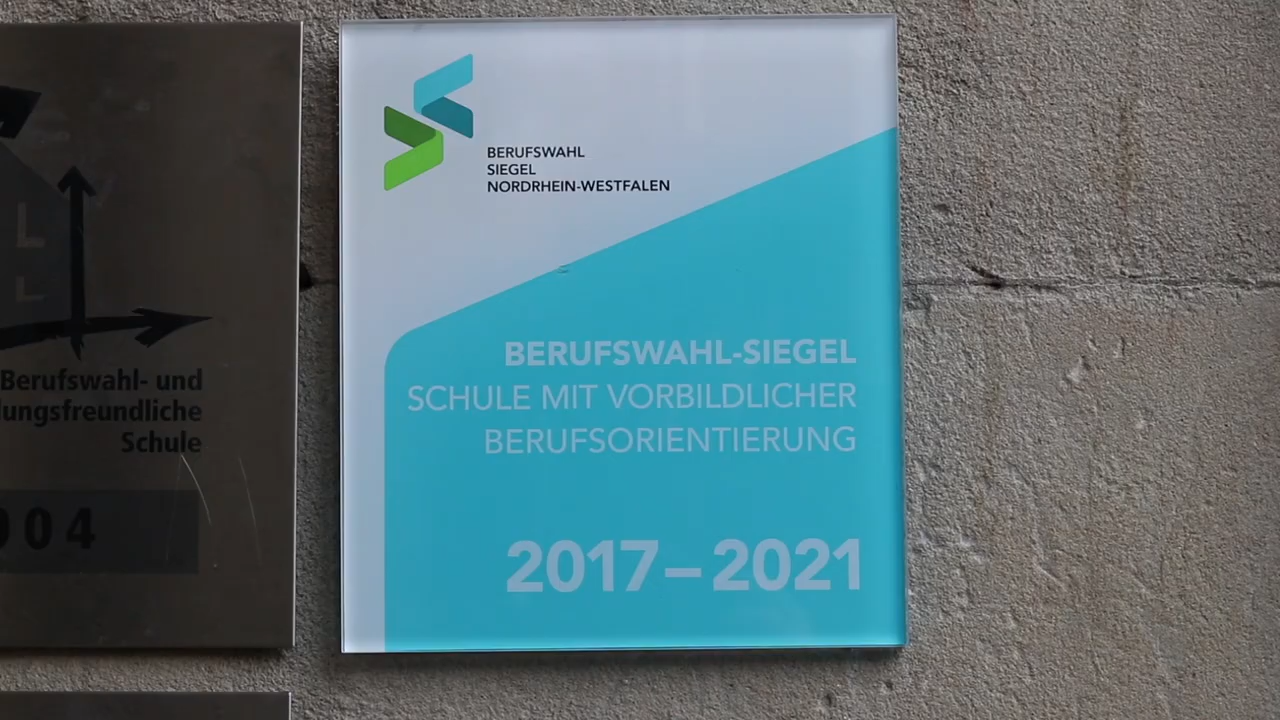 Berufswahl- und
Schule
BERUFSWAHL
SIEGEL
NORDRHEIN-WESTFALEN
BERUFSWAHL-SIEGEL
SCHULE MIT VORBILDLICHER
BERUFSORIENTIERUNG
2017–2021